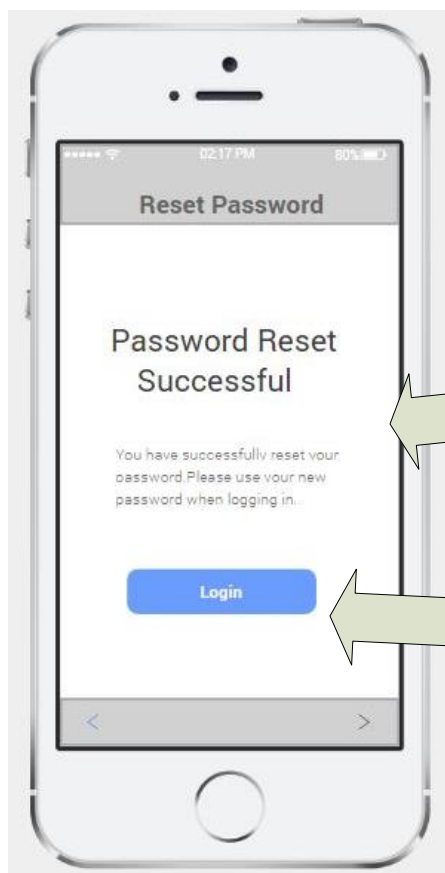 02:17 PM 80%
Reset Password
Password Reset
Successful
You have successfully reset your
password.Please use your new
password when logging in..
Login
< >